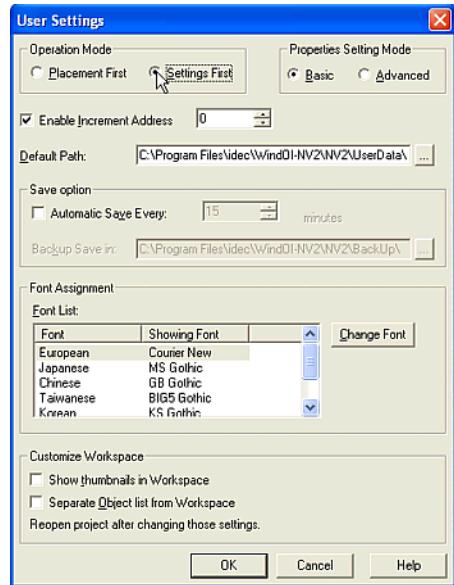 User Settings
Operation Mode
Placement First
Settings First
Properties Setting Mode
Basic
Advanced
Enable Increment Address
0
Default Path:
C:\Program Files\idec\WindOI-NV2\NV2\UserData\
...
Save option
Automatic Save Every:
15
minutes
Backup Save in:
C:\Program Files\idec\WindOI-NV2\NV2\BackUp\
...
Font Assignment
Font List:
Font Showing Font
European Courier New
Japanese MS Gothic
Chinese GB Gothic
Taiwanese BIG5 Gothic
Korean KS Gothic
Change Font
Customize Workspace
Show thumbnails in Workspace
Separate Object list from Workspace
Reopen project after changing those settings.
OK
Cancel
Help